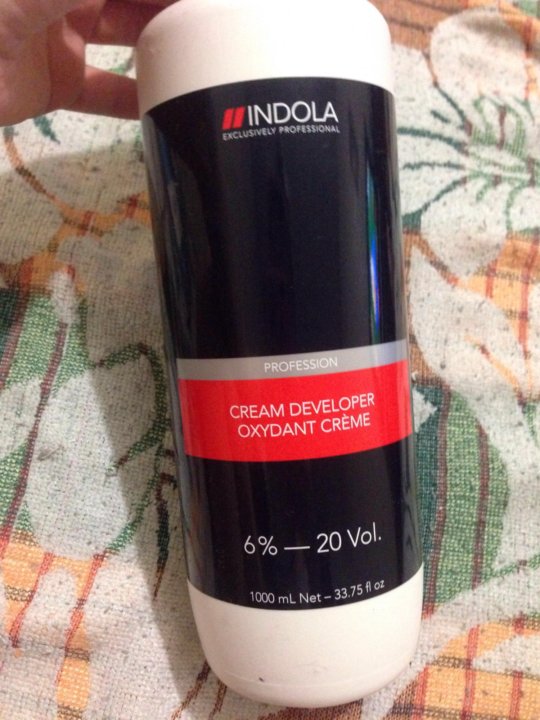 INDOLA
EXCLUSIVELY PROFESSIONAL
PROFESSION
CREAM DEVELOPER
OXYDANT CRÈME
6% — 20 Vol.
1000 mL Net – 33.75 fl oz